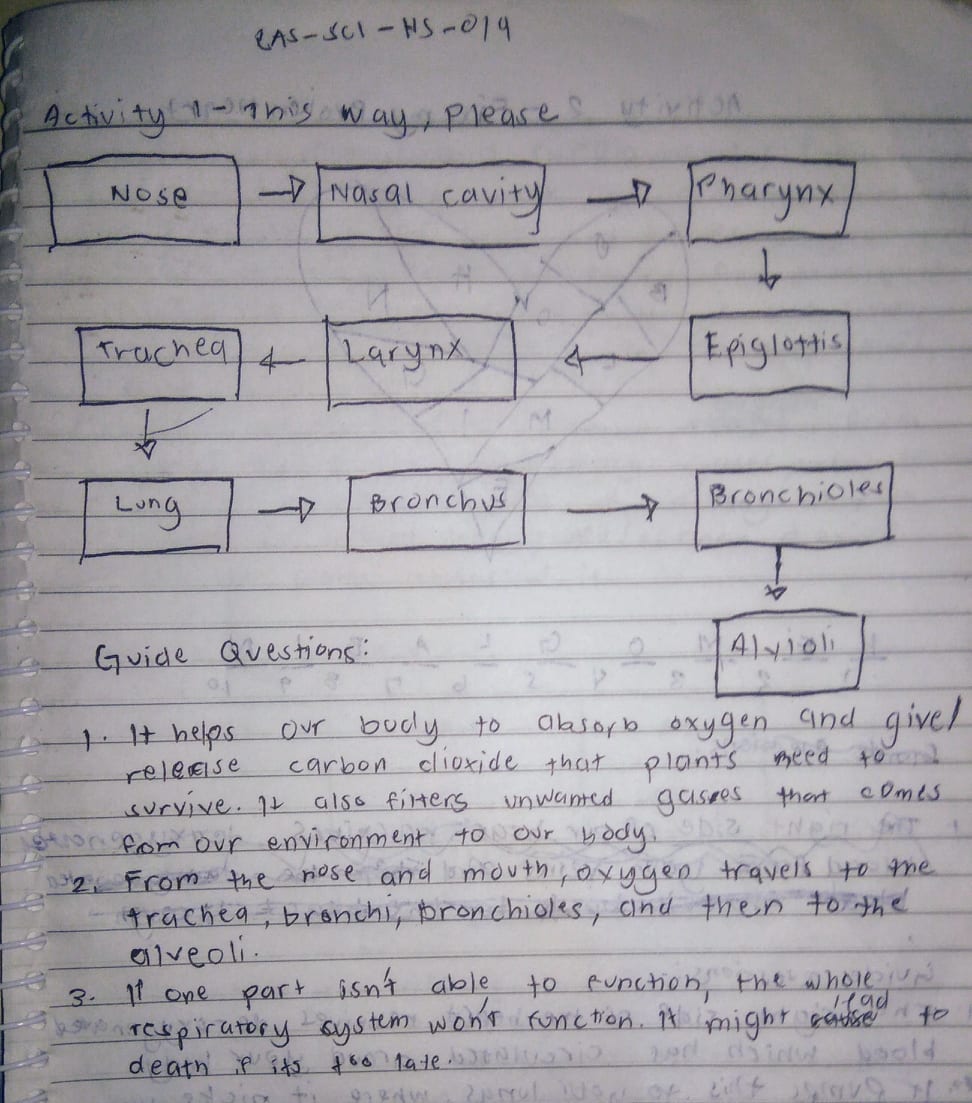 LAS-SCI-HS-019
Activity 1 - This way, please
Nose → Nasal cavity → Pharynx
↓
Trachea ← Larynx ← Epiglottis
↓
Lung → Bronchus → Bronchioles
↓
Guide Questions: Alvioli
1. It helps our body to absorb oxygen and give/
release carbon dioxide that plants need to
survive. It also filters unwanted gasses that comes
from our environment to our body.
2. From the nose and mouth, oxygen travels to the
trachea, bronchi, bronchioles, and then to the
alveoli.
3. If one part isn't able to function, the whole
respiratory system won't function. It might lead to
death if its too late.